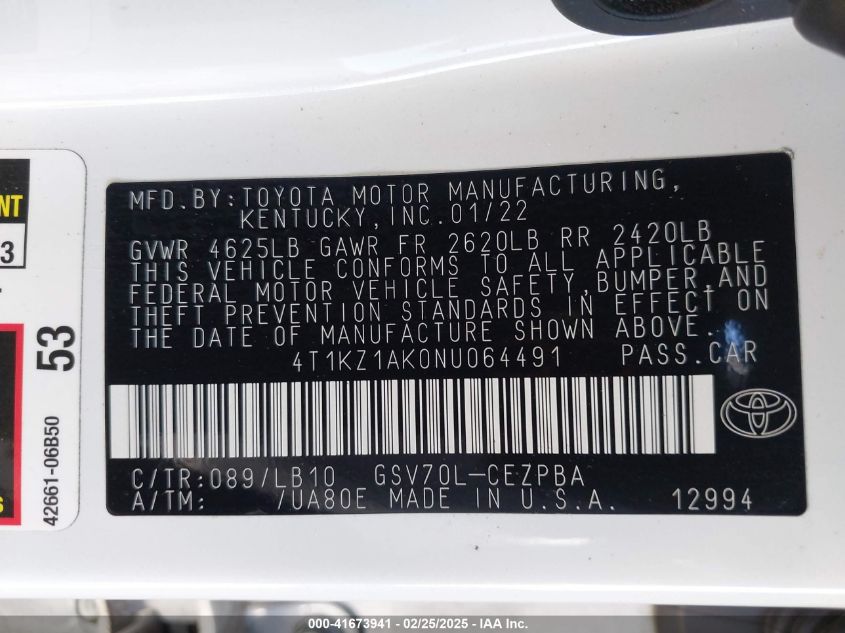 NT
3
53
42661-06B50
S
MFD.BY:TOYOTA MOTOR MANUFACTURING,
KENTUCKY,INC.01/22
GVWR 4625LB GAWR FR 2620LB RR 2420LB
THIS VEHICLE CONFORMS TO ALL APPLICABLE
FEDERAL MOTOR VEHICLE SAFETY,BUMPER,AND
THEFT PREVENTION STANDARDS IN EFFECT ON
THE DATE OF MANUFACTURE SHOWN ABOVE.
4T1KZ1AK0NU064491 PASS.CAR
C/TR:089/LB10 GSV70L-CEZPBA
A/TM: /UA80E MADE IN U.S.A. 12994
000-41673941 - 02/25/2025 - IAA Inc.